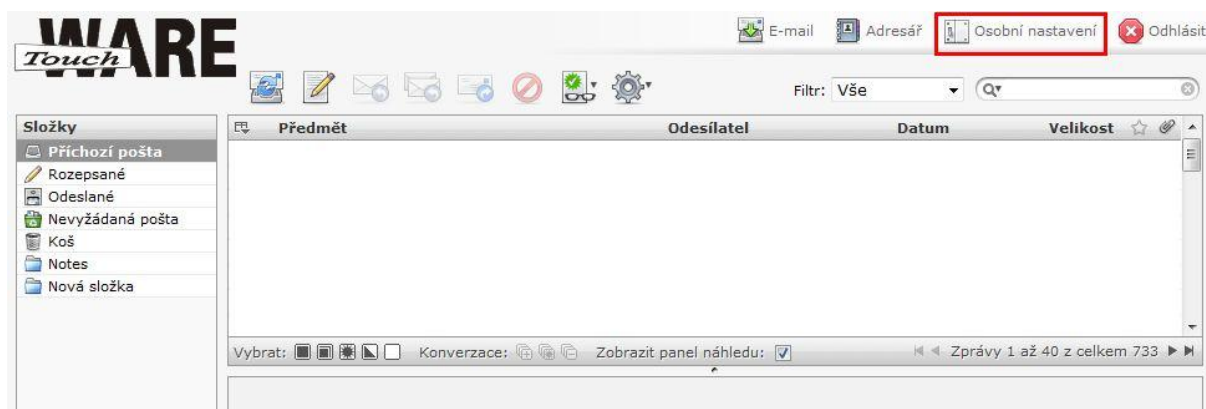 WARE
Touch
E-mail Adresář Osobní nastavení Odhlásit
Filtr: Vše
Složky
Příchozí pošta
Rozepsané
Odeslané
Nevyžádaná pošta
Koš
Notes
Nová složka
Předmět Odesílatel Datum Velikost
Vybrat: Konverzace: Zobrazit panel náhledu: Zprávy 1 až 40 z celkem 733